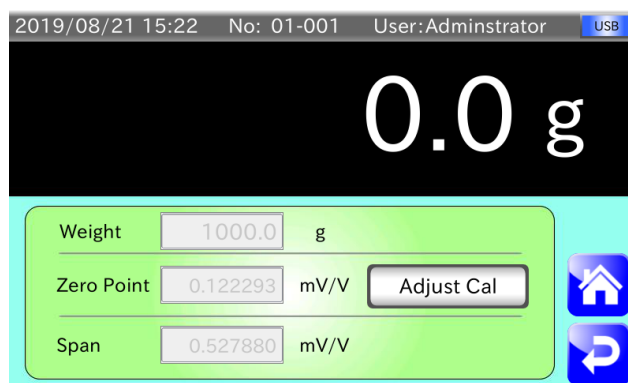 2019/08/21 15:22 No: 01-001 User:Adminstrator USB
0.0 g
Weight 1000.0 g
Zero Point 0.122293 mV/V Adjust Cal
Span 0.527880 mV/V